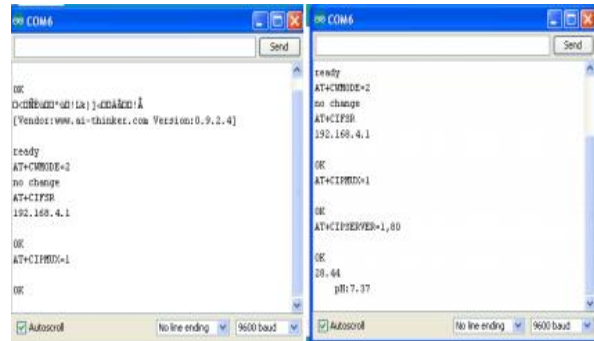 COM6
Send
OK
[Vendor:www.ai-thinker.com Version:0.9.2.4]
ready
AT+CWMODE=2
no change
AT+CIFSR
192.168.4.1
OK
AT+CIPMUX=1
OK
Autoscroll
No line ending
9600 baud
COM6
Send
ready
AT+CWMODE=2
no change
AT+CIFSR
192.168.4.1
OK
AT+CIPMUX=1
OK
AT+CIPSERVER=1,80
OK
28.44
pH:7.37
Autoscroll
No line ending
9600 baud